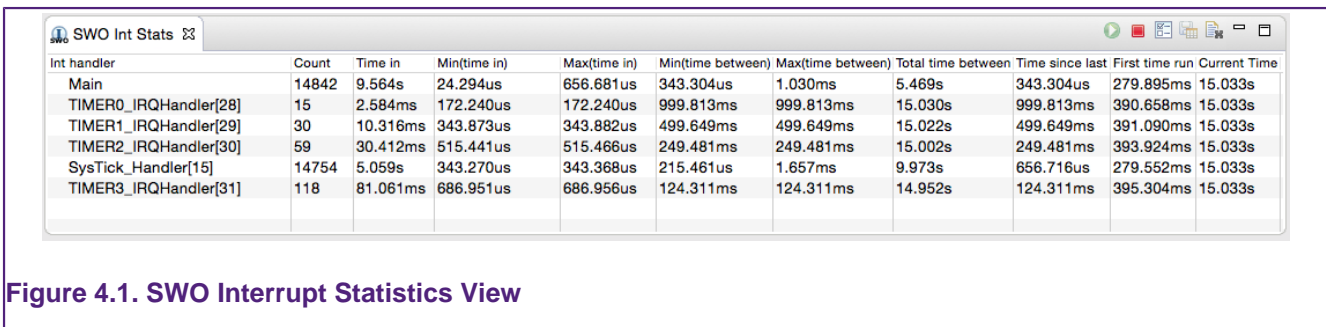 SWO SWO Int Stats
Int handler Count Time in Min(time in) Max(time in) Min(time between) Max(time between) Total time between Time since last First time run Current Time
Main 14842 9.564s 24.294us 656.681us 343.304us 1.030ms 5.469s 343.304us 279.895ms 15.033s
TIMER0_IRQHandler[28] 15 2.584ms 172.240us 172.240us 999.813ms 999.813ms 15.030s 999.813ms 390.658ms 15.033s
TIMER1_IRQHandler[29] 30 10.316ms 343.873us 343.882us 499.649ms 499.649ms 15.022s 499.649ms 391.090ms 15.033s
TIMER2_IRQHandler[30] 59 30.412ms 515.441us 515.466us 249.481ms 249.481ms 15.002s 249.481ms 393.924ms 15.033s
SysTick_Handler[15] 14754 5.059s 343.270us 343.368us 215.461us 1.657ms 9.973s 656.716us 279.552ms 15.033s
TIMER3_IRQHandler[31] 118 81.061ms 686.951us 686.956us 124.311ms 124.311ms 14.952s 124.311ms 395.304ms 15.033s
Figure 4.1. SWO Interrupt Statistics View